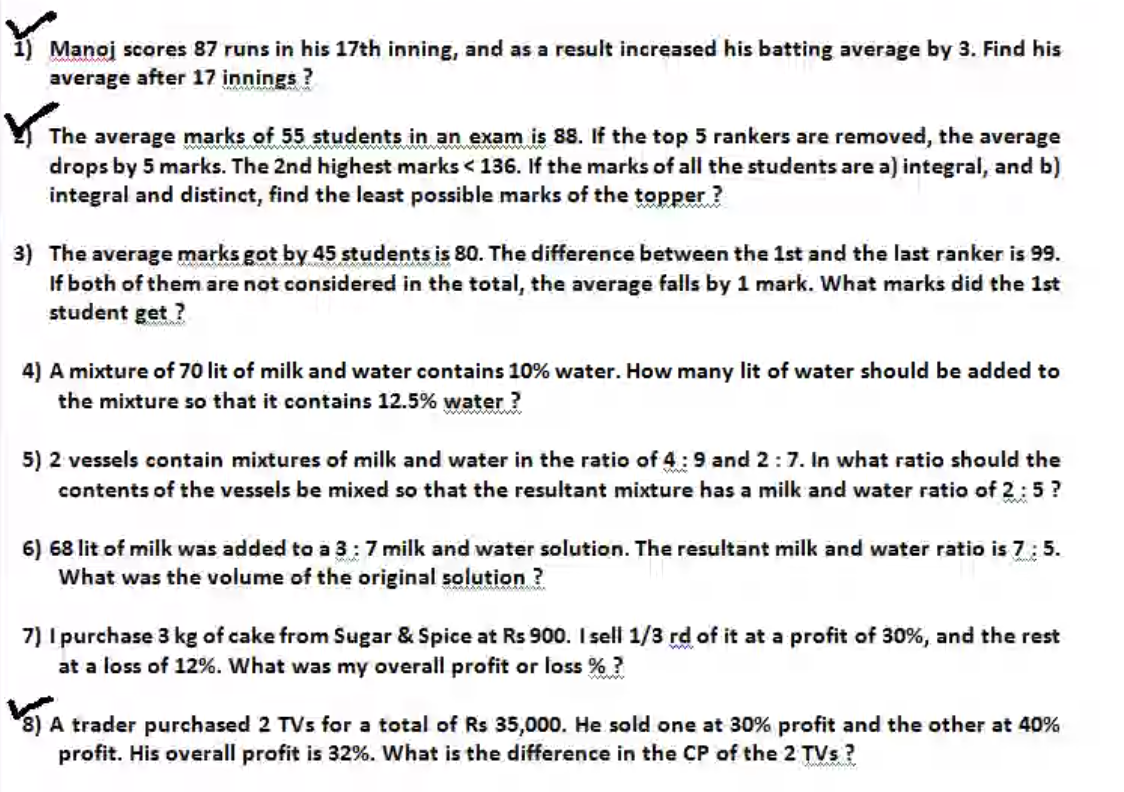 1) Manoj scores 87 runs in his 17th inning, and as a result increased his batting average by 3. Find his
average after 17 innings ?
2) The average marks of 55 students in an exam is 88. If the top 5 rankers are removed, the average
drops by 5 marks. The 2nd highest marks < 136. If the marks of all the students are a) integral, and b)
integral and distinct, find the least possible marks of the topper ?
3) The average marks got by 45 students is 80. The difference between the 1st and the last ranker is 99.
If both of them are not considered in the total, the average falls by 1 mark. What marks did the 1st
student get ?
4) A mixture of 70 lit of milk and water contains 10% water. How many lit of water should be added to
the mixture so that it contains 12.5% water ?
5) 2 vessels contain mixtures of milk and water in the ratio of 4 : 9 and 2 : 7. In what ratio should the
contents of the vessels be mixed so that the resultant mixture has a milk and water ratio of 2 : 5 ?
6) 68 lit of milk was added to a 3 : 7 milk and water solution. The resultant milk and water ratio is 7 : 5.
What was the volume of the original solution ?
7) I purchase 3 kg of cake from Sugar & Spice at Rs 900. I sell 1/3 rd of it at a profit of 30%, and the rest
at a loss of 12%. What was my overall profit or loss % ?
8) A trader purchased 2 TVs for a total of Rs 35,000. He sold one at 30% profit and the other at 40%
profit. His overall profit is 32%. What is the difference in the CP of the 2 TVs ?